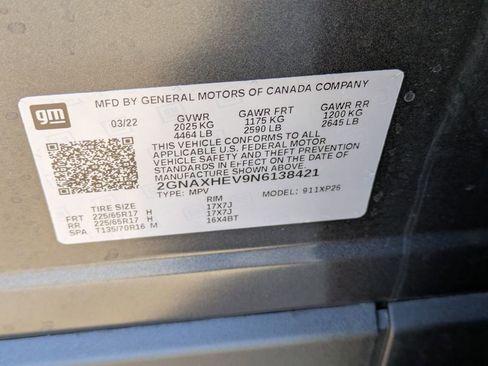 gm
MFD BY GENERAL MOTORS OF CANADA COMPANY
03/22 GVWR GAWR FRT GAWR RR
2025 KG 1175 KG 1200 KG
4464 LB 2590 LB 2645 LB
THIS VEHICLE CONFORMS TO ALL
APPLICABLE U.S. FEDERAL MOTOR
VEHICLE SAFETY AND THEFT PREVENTION
STANDARDS IN EFFECT ON THE DATE OF
MANUFACTURE SHOWN ABOVE.
2GNAXHEV9N6138421
TYPE: MPV MODEL: 911XP26
TIRE SIZE RIM
FRT 225/65R17 H 17X7J
RR 225/65R17 H 17X7J
SPA T135/70R16 M 16X4BT